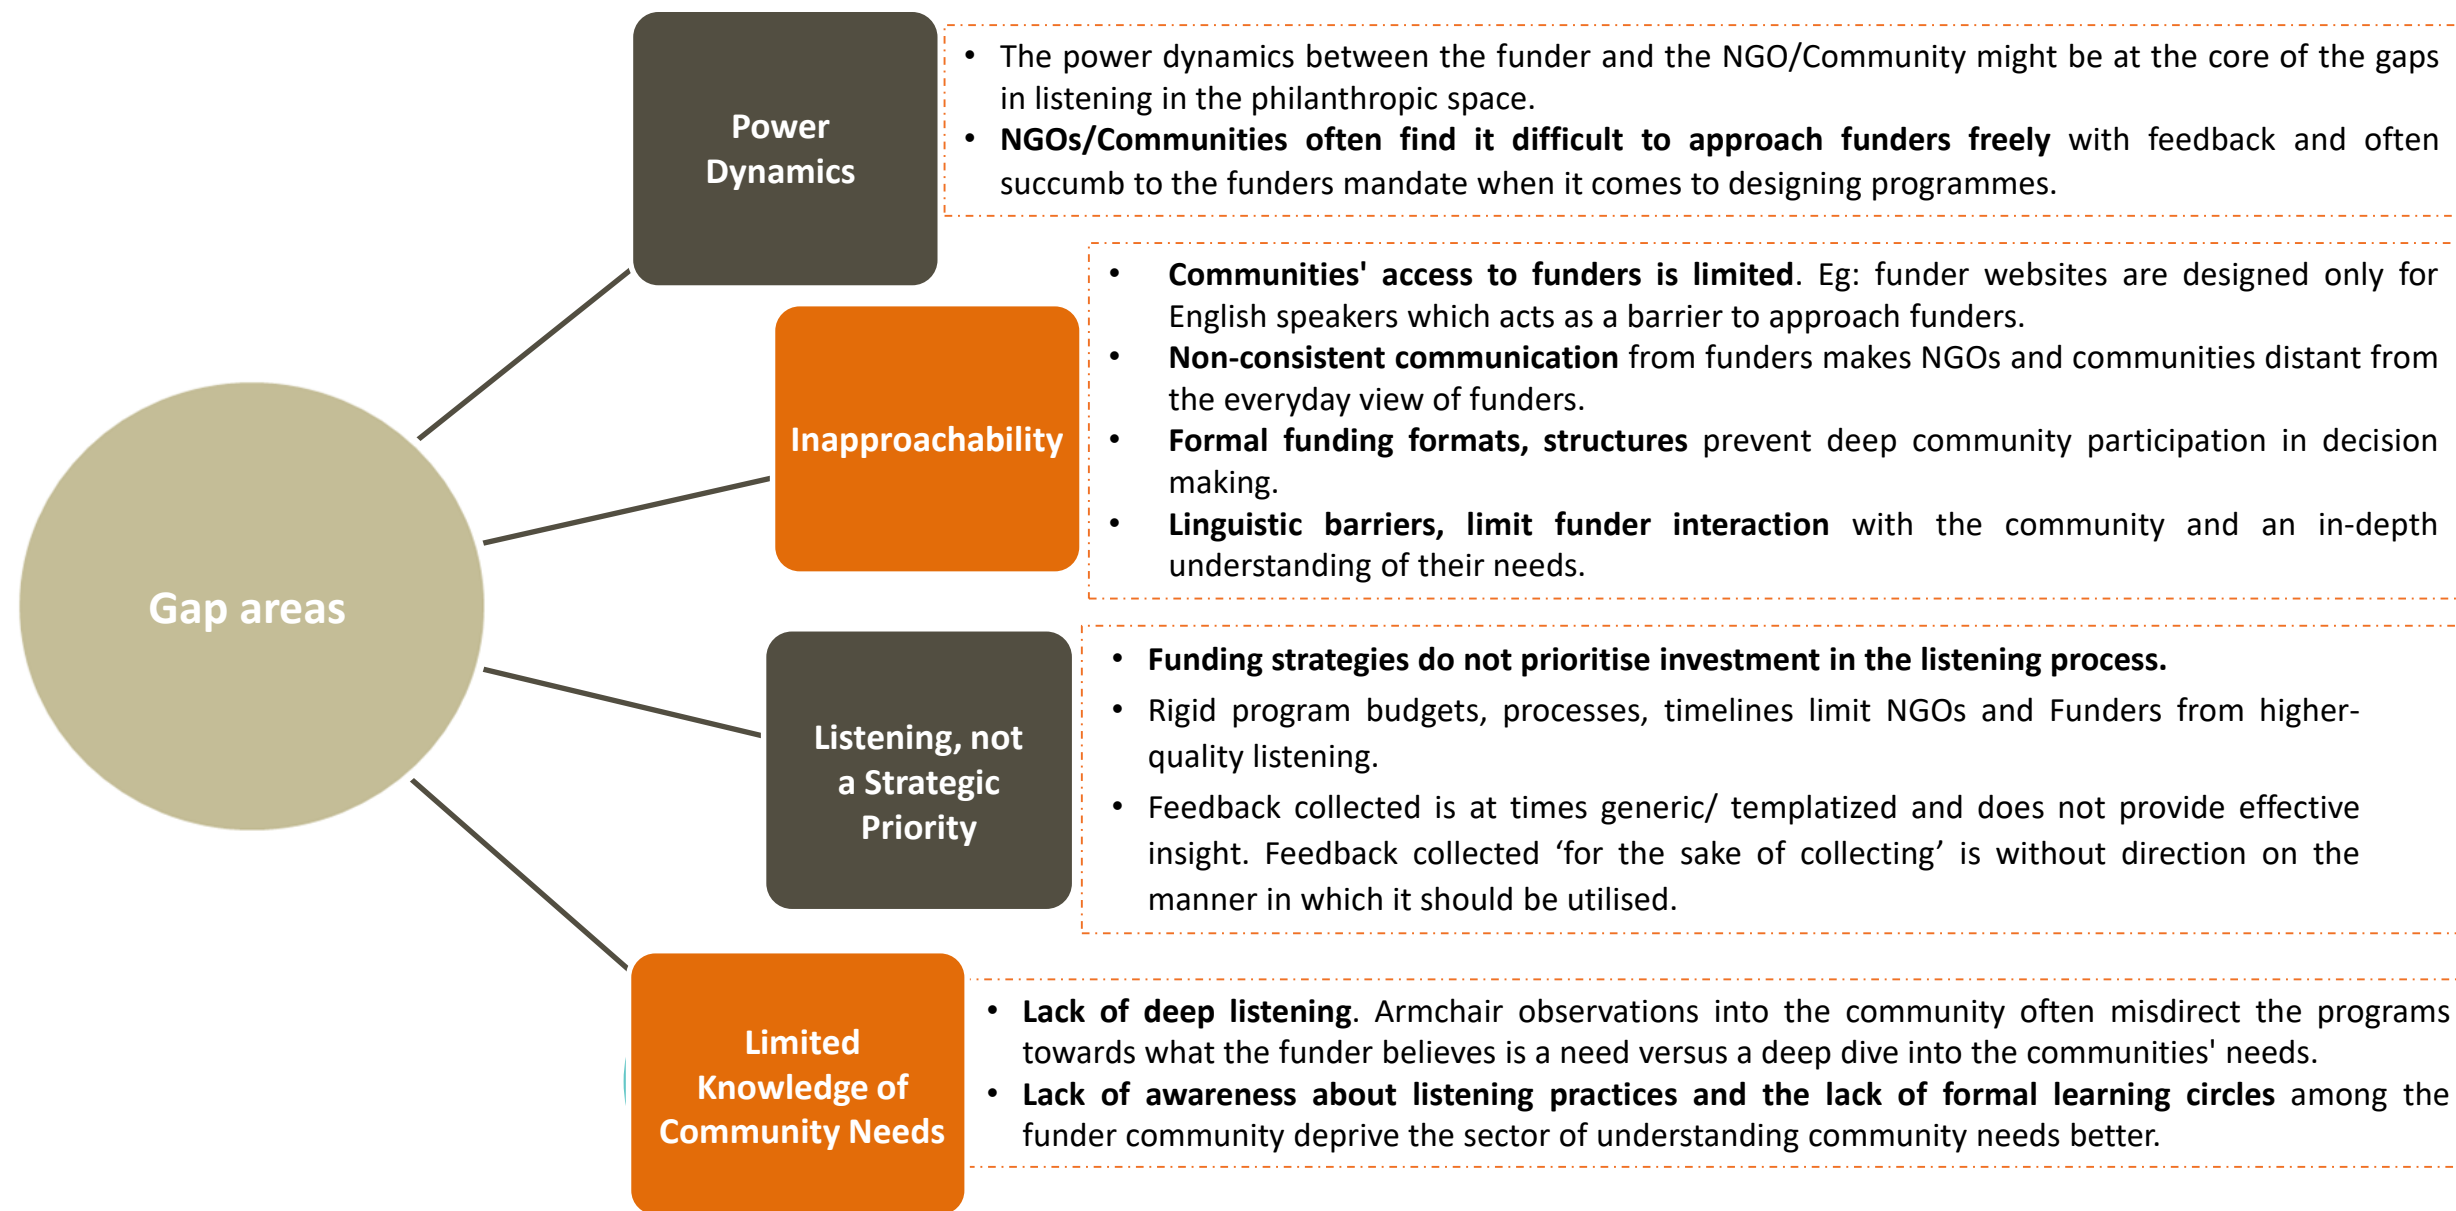 Power
Dynamics
• The power dynamics between the funder and the NGO/Community might be at the core of the gaps
in listening in the philanthropic space.
• NGOs/Communities often find it difficult to approach funders freely with feedback and often
succumb to the funders mandate when it comes to designing programmes.
Inapproachability
• Communities' access to funders is limited. Eg: funder websites are designed only for
English speakers which acts as a barrier to approach funders.
• Non-consistent communication from funders makes NGOs and communities distant from
the everyday view of funders.
• Formal funding formats, structures prevent deep community participation in decision
making.
• Linguistic barriers, limit funder interaction with the community and an in-depth
understanding of their needs.
Gap areas
Listening, not
a Strategic
Priority
• Funding strategies do not prioritise investment in the listening process.
• Rigid program budgets, processes, timelines limit NGOs and Funders from higher-
quality listening.
• Feedback collected is at times generic/ templatized and does not provide effective
insight. Feedback collected ‘for the sake of collecting’ is without direction on the
manner in which it should be utilised.
Limited
Knowledge of
Community Needs
• Lack of deep listening. Armchair observations into the community often misdirect the programs
towards what the funder believes is a need versus a deep dive into the communities' needs.
• Lack of awareness about listening practices and the lack of formal learning circles among the
funder community deprive the sector of understanding community needs better.